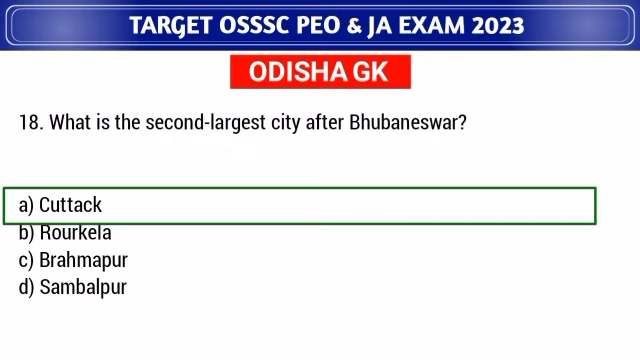 TARGET OSSSC PEO & JA EXAM 2023
ODISHA GK
18. What is the second-largest city after Bhubaneswar?
a) Cuttack
b) Rourkela
c) Brahmapur
d) Sambalpur